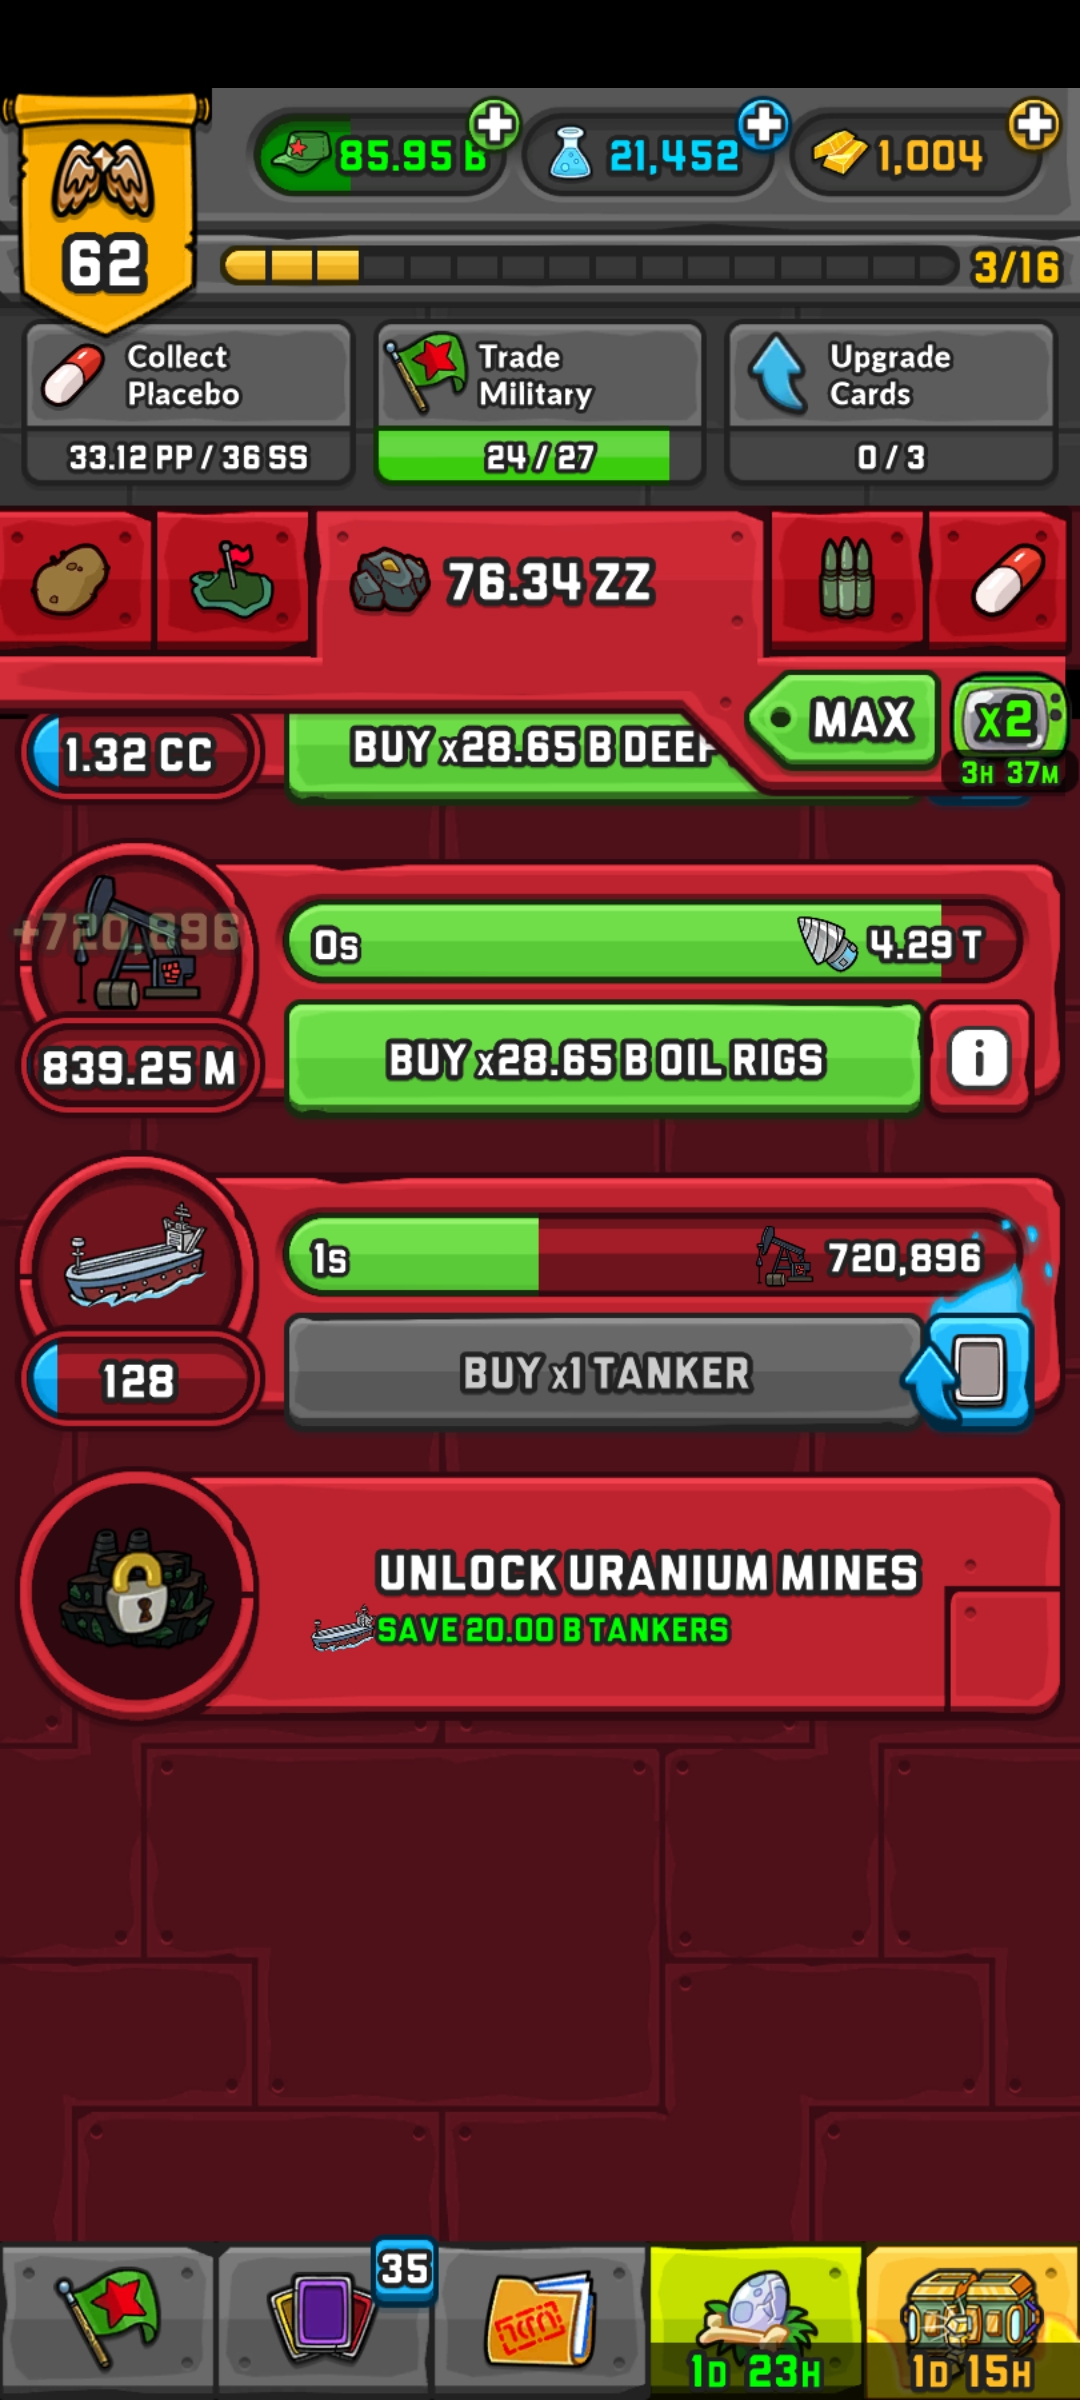 85.95 B
21,452
1,004
62
3/16
Collect
Placebo
33.12 PP / 36 SS
Trade
Military
24 / 27
Upgrade
Cards
0 / 3
76.34 ZZ
MAX
x2
3H 37M
1.32 CC
BUY x28.65 B DEEP
+720,896
0s
4.29 T
839.25 M
BUY x28.65 B OIL RIGS
i
1s
720,896
128
BUY x1 TANKER
UNLOCK URANIUM MINES
SAVE 20.00 B TANKERS
35
1D 23H
1D 15H